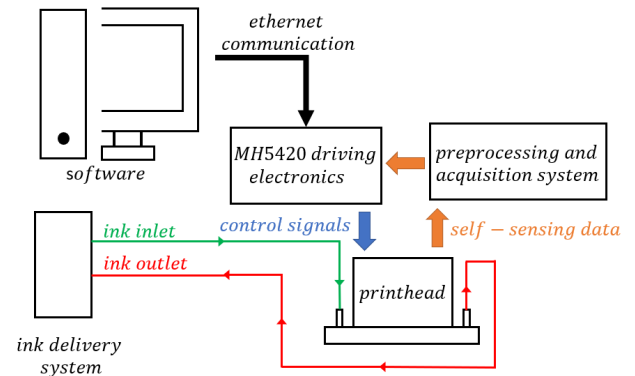 ethernet
communication
software
MH5420 driving
electronics
preprocessing and
acquisition system
control signals
self − sensing data
ink inlet
ink outlet
printhead
ink delivery
system